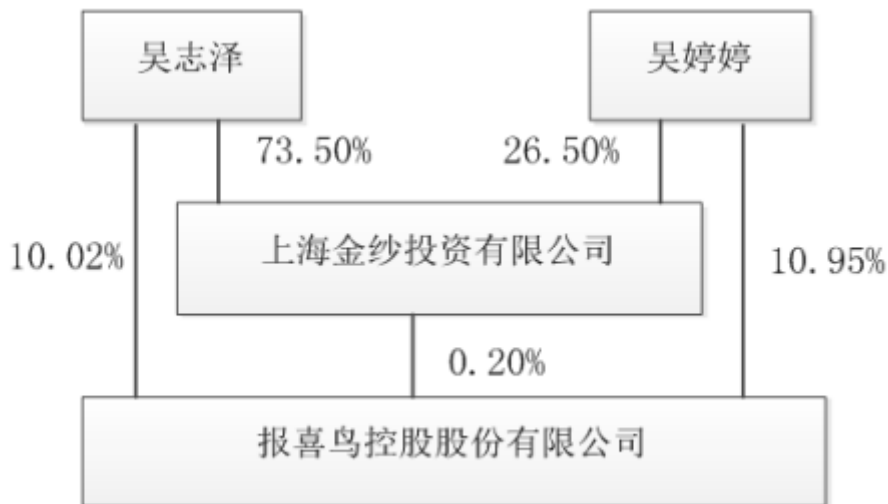 吴志泽
吴婷婷
73.50%
26.50%
10.02%
上海金纱投资有限公司
10.95%
0.20%
报喜鸟控股股份有限公司